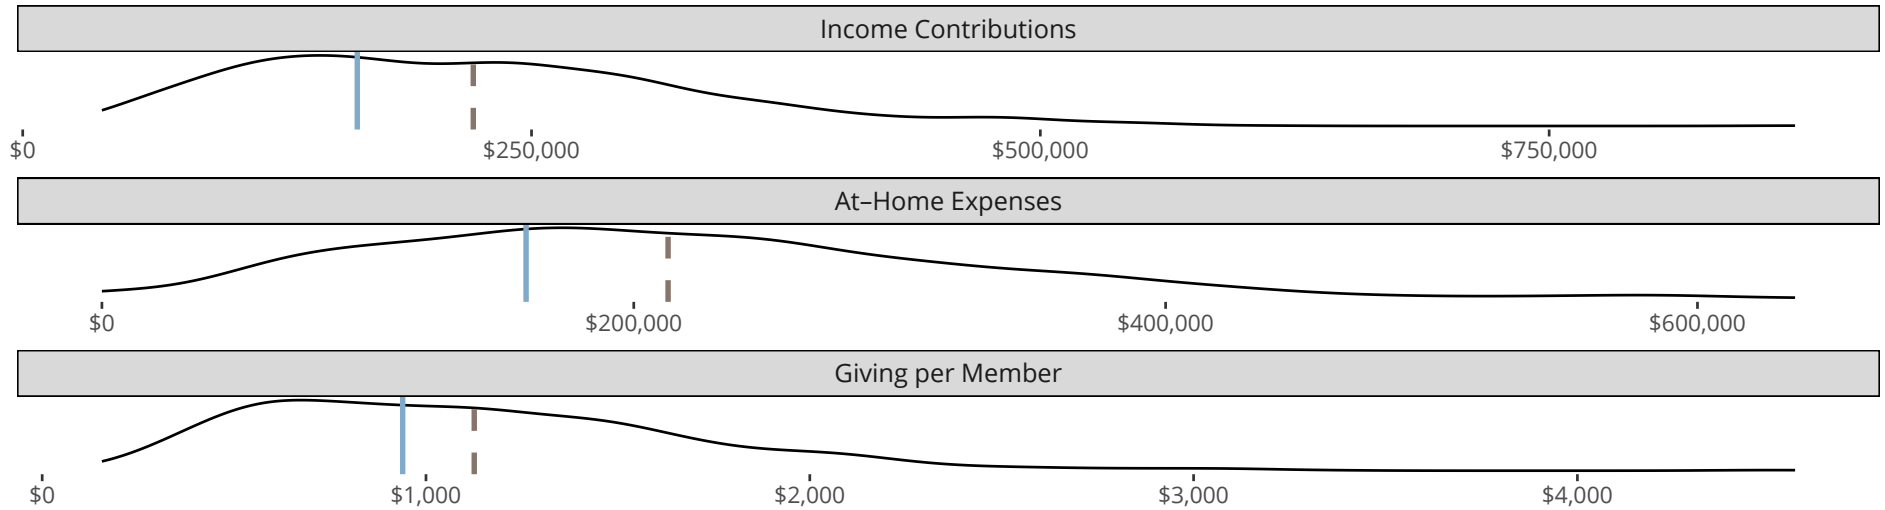 Income Contributions
$0 $250,000 $500,000 $750,000
At–Home Expenses
$0 $200,000 $400,000 $600,000
Giving per Member
$0 $1,000 $2,000 $3,000 $4,000